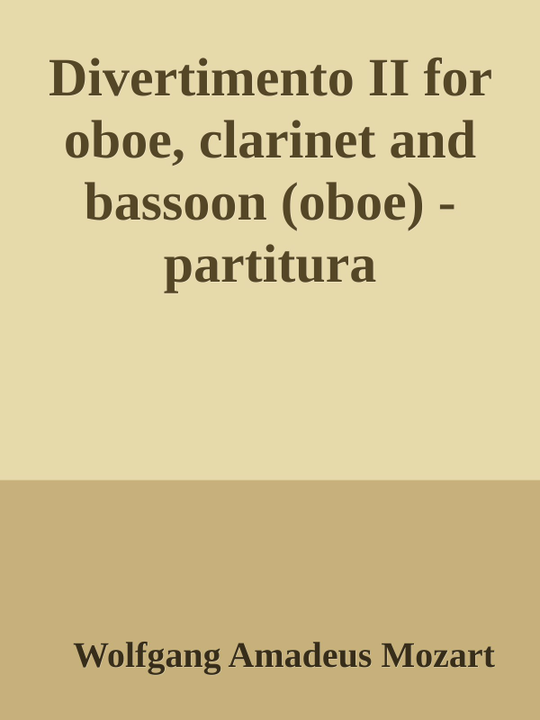 Divertimento II for
oboe, clarinet and
bassoon (oboe) -
partitura
Wolfgang Amadeus Mozart